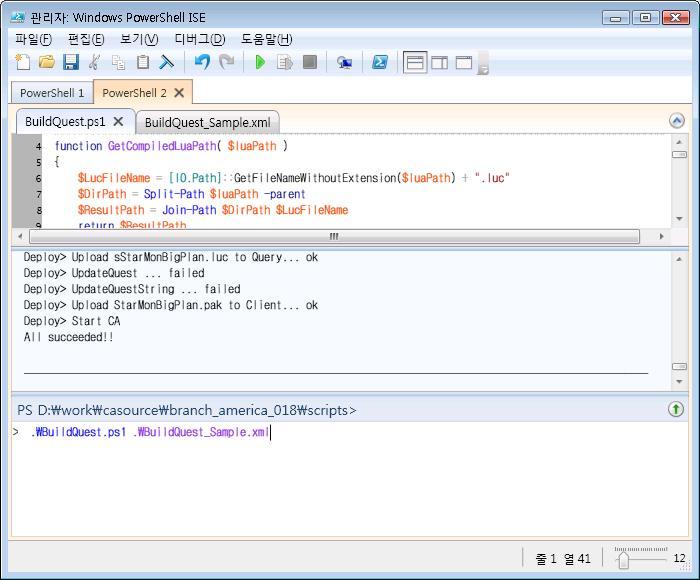 관리자: Windows PowerShell ISE
파일(F) 편집(E) 보기(V) 디버그(D) 도움말(H)
PowerShell 1 PowerShell 2
BuildQuest.ps1 BuildQuest_Sample.xml
4 function GetCompiledLuaPath( $luaPath )
5 {
6 $LucFileName = [IO.Path]::GetFileNameWithoutExtension($luaPath) + ".luc"
7 $DirPath = Split-Path $luaPath -parent
8 $ResultPath = Join-Path $DirPath $LucFileName
9 return $ResultPath
Deploy> Upload sStarMonBigPlan.luc to Query... ok
Deploy> UpdateQuest ... failed
Deploy> UpdateQuestString ... failed
Deploy> Upload StarMonBigPlan.pak to Client... ok
Deploy> Start CA
All succeeded!!
PS D:₩work₩casource₩branch_america_018₩scripts>
> .₩BuildQuest.ps1 .₩BuildQuest_Sample.xml
줄 1 열 41 12